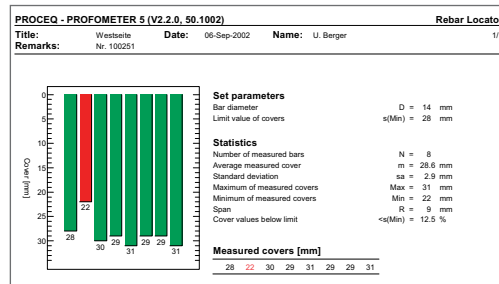 PROCEQ - PROFOMETER 5 (V2.2.0, 50.1002) Rebar Locato
Title: Westseite Date: 06-Sep-2002 Name: U. Berger 1/
Remarks: Nr. 100251
Set parameters
Bar diameter D = 14 mm
Limit value of covers s(Min) = 28 mm
Statistics
Number of measured bars N = 8
Average measured cover m = 28.6 mm
Standard deviation sa = 2.9 mm
Maximum of measured covers Max = 31 mm
Minimum of measured covers Min = 22 mm
Span R = 9 mm
Cover values below limit <s(Min) = 12.5 %
Measured covers [mm]
28 22 30 29 31 29 29 31
Cover [mm]
0
5
10
15
20
25
30
28
22
30
29
31
29
29
31